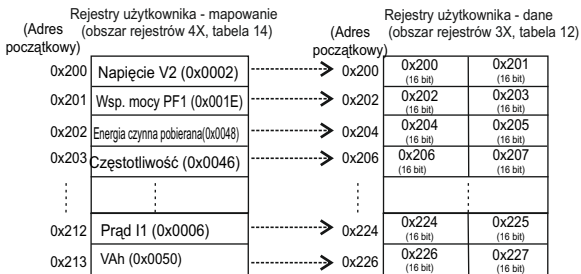 Rejestry użytkownika - mapowanie
(Adres początkowy)
(obszar rejestrów 4X, tabela 14)
Rejestry użytkownika - dane
(Adres początkowy)
(obszar rejestrów 3X, tabela 12)
0x200 Napięcie V2 (0x0002) 0x200 0x200 (16 bit) 0x201 (16 bit)
0x201 Wsp. mocy PF1 (0x001E) 0x202 0x202 (16 bit) 0x203 (16 bit)
0x202 Energia czynna pobierana(0x0048) 0x204 0x204 (16 bit) 0x205 (16 bit)
0x203 Częstotliwość (0x0046) 0x206 0x206 (16 bit) 0x207 (16 bit)
0x212 Prąd I1 (0x0006) 0x224 0x224 (16 bit) 0x225 (16 bit)
0x213 VAh (0x0050) 0x226 0x226 (16 bit) 0x227 (16 bit)